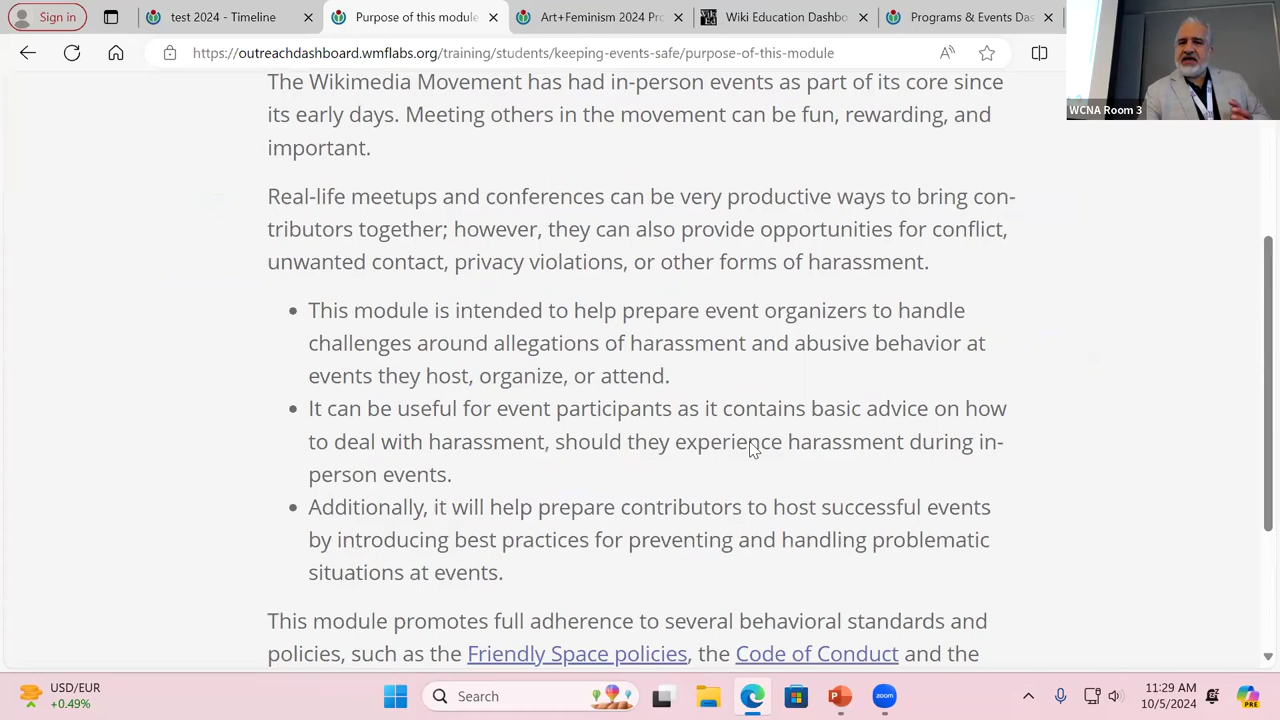 Sign in
test 2024 - Timeline
Purpose of this module
Art+Feminism 2024 Pro
Wiki Education Dashbo
Programs & Events Das
https://outreachdashboard.wmflabs.org/training/students/keeping-events-safe/purpose-of-this-module
WCNA Room 3
The Wikimedia Movement has had in-person events as part of its core since
its early days. Meeting others in the movement can be fun, rewarding, and
important.
Real-life meetups and conferences can be very productive ways to bring con-
tributors together; however, they can also provide opportunities for conflict,
unwanted contact, privacy violations, or other forms of harassment.
• This module is intended to help prepare event organizers to handle
challenges around allegations of harassment and abusive behavior at
events they host, organize, or attend.
• It can be useful for event participants as it contains basic advice on how
to deal with harassment, should they experience harassment during in-
person events.
• Additionally, it will help prepare contributors to host successful events
by introducing best practices for preventing and handling problematic
situations at events.
This module promotes full adherence to several behavioral standards and
policies, such as the Friendly Space policies, the Code of Conduct and the
USD/EUR
+0.49%
Search
zoom
11:29 AM
10/5/2024
PRE